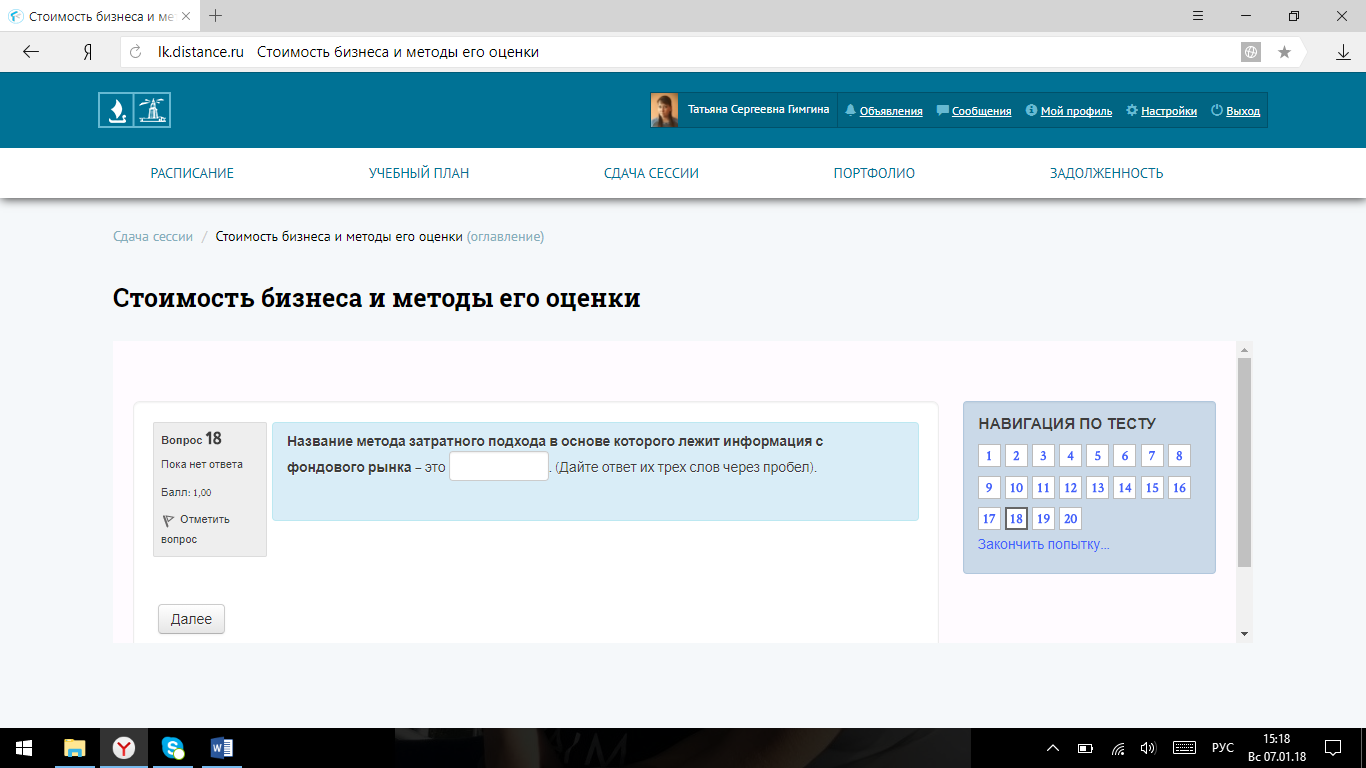 Стоимость бизнеса и ме
lk.distance.ru Стоимость бизнеса и методы его оценки
Татьяна Сергеевна Гимгина Объявления Сообщения Мой профиль Настройки Выход
РАСПИСАНИЕ УЧЕБНЫЙ ПЛАН СДАЧА СЕССИИ ПОРТФОЛИО ЗАДОЛЖЕННОСТЬ
Сдача сессии / Стоимость бизнеса и методы его оценки (оглавление)
Стоимость бизнеса и методы его оценки
Вопрос 18
Пока нет ответа
Балл: 1,00
Отметить
вопрос
Название метода затратного подхода в основе которого лежит информация с
фондового рынка – это . (Дайте ответ их трех слов через пробел).
Далее
НАВИГАЦИЯ ПО ТЕСТУ
1 2 3 4 5 6 7 8
9 10 11 12 13 14 15 16
17 18 19 20
Закончить попытку...
РУС
15:18
Вс 07.01.18